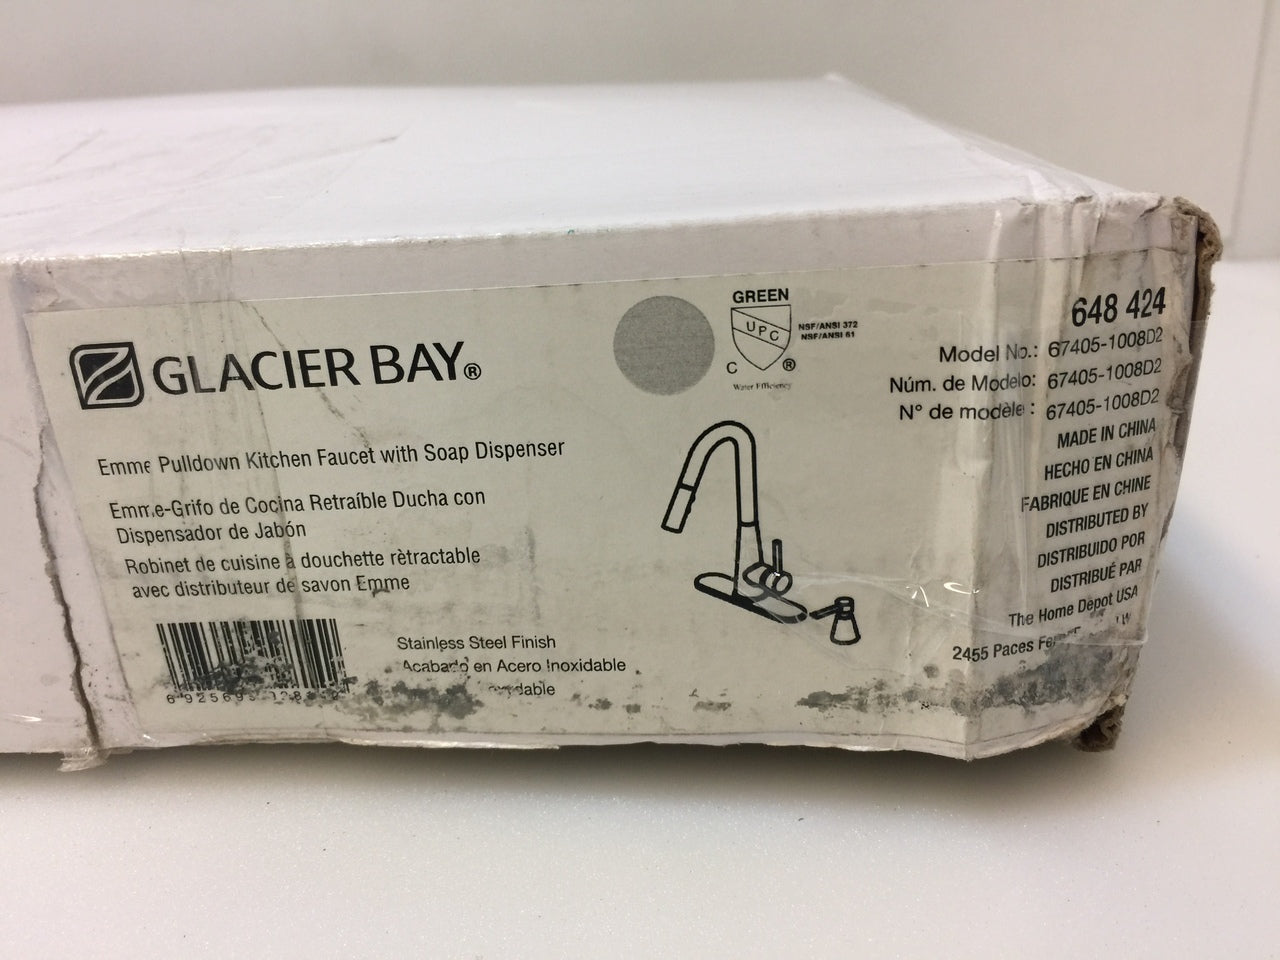 GLACIER BAY®
Emme Pulldown Kitchen Faucet with Soap Dispenser
Emme-Grifo de Cocina Retraíble Ducha con
Dispensador de Jabón
Robinet de cuisine à douchette rètractable
avec distributeur de savon Emme
Stainless Steel Finish
Acabado en Acero Inoxidable
GREEN
UPC
C ®
NSF/ANSI 372
NSF/ANSI 61
Water Efficiency
648 424
Model No.: 67405-1008D2
Núm. de Modelo: 67405-1008D2
N° de modèle : 67405-1008D2
MADE IN CHINA
HECHO EN CHINA
FABRIQUE EN CHINE
DISTRIBUTED BY
DISTRIBUIDO POR
DISTRIBUÉ PAR
The Home Depot USA
2455 Paces